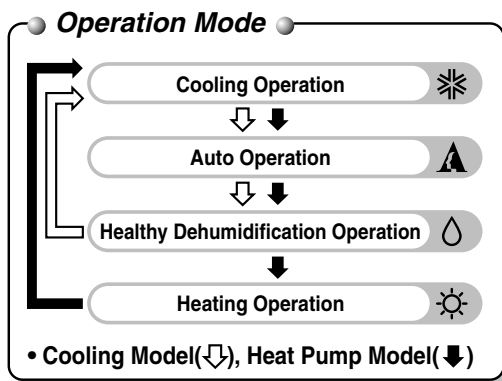 Operation Mode
Cooling Operation
Auto Operation
Healthy Dehumidification Operation
Heating Operation
• Cooling Model(⇩), Heat Pump Model(⬇)